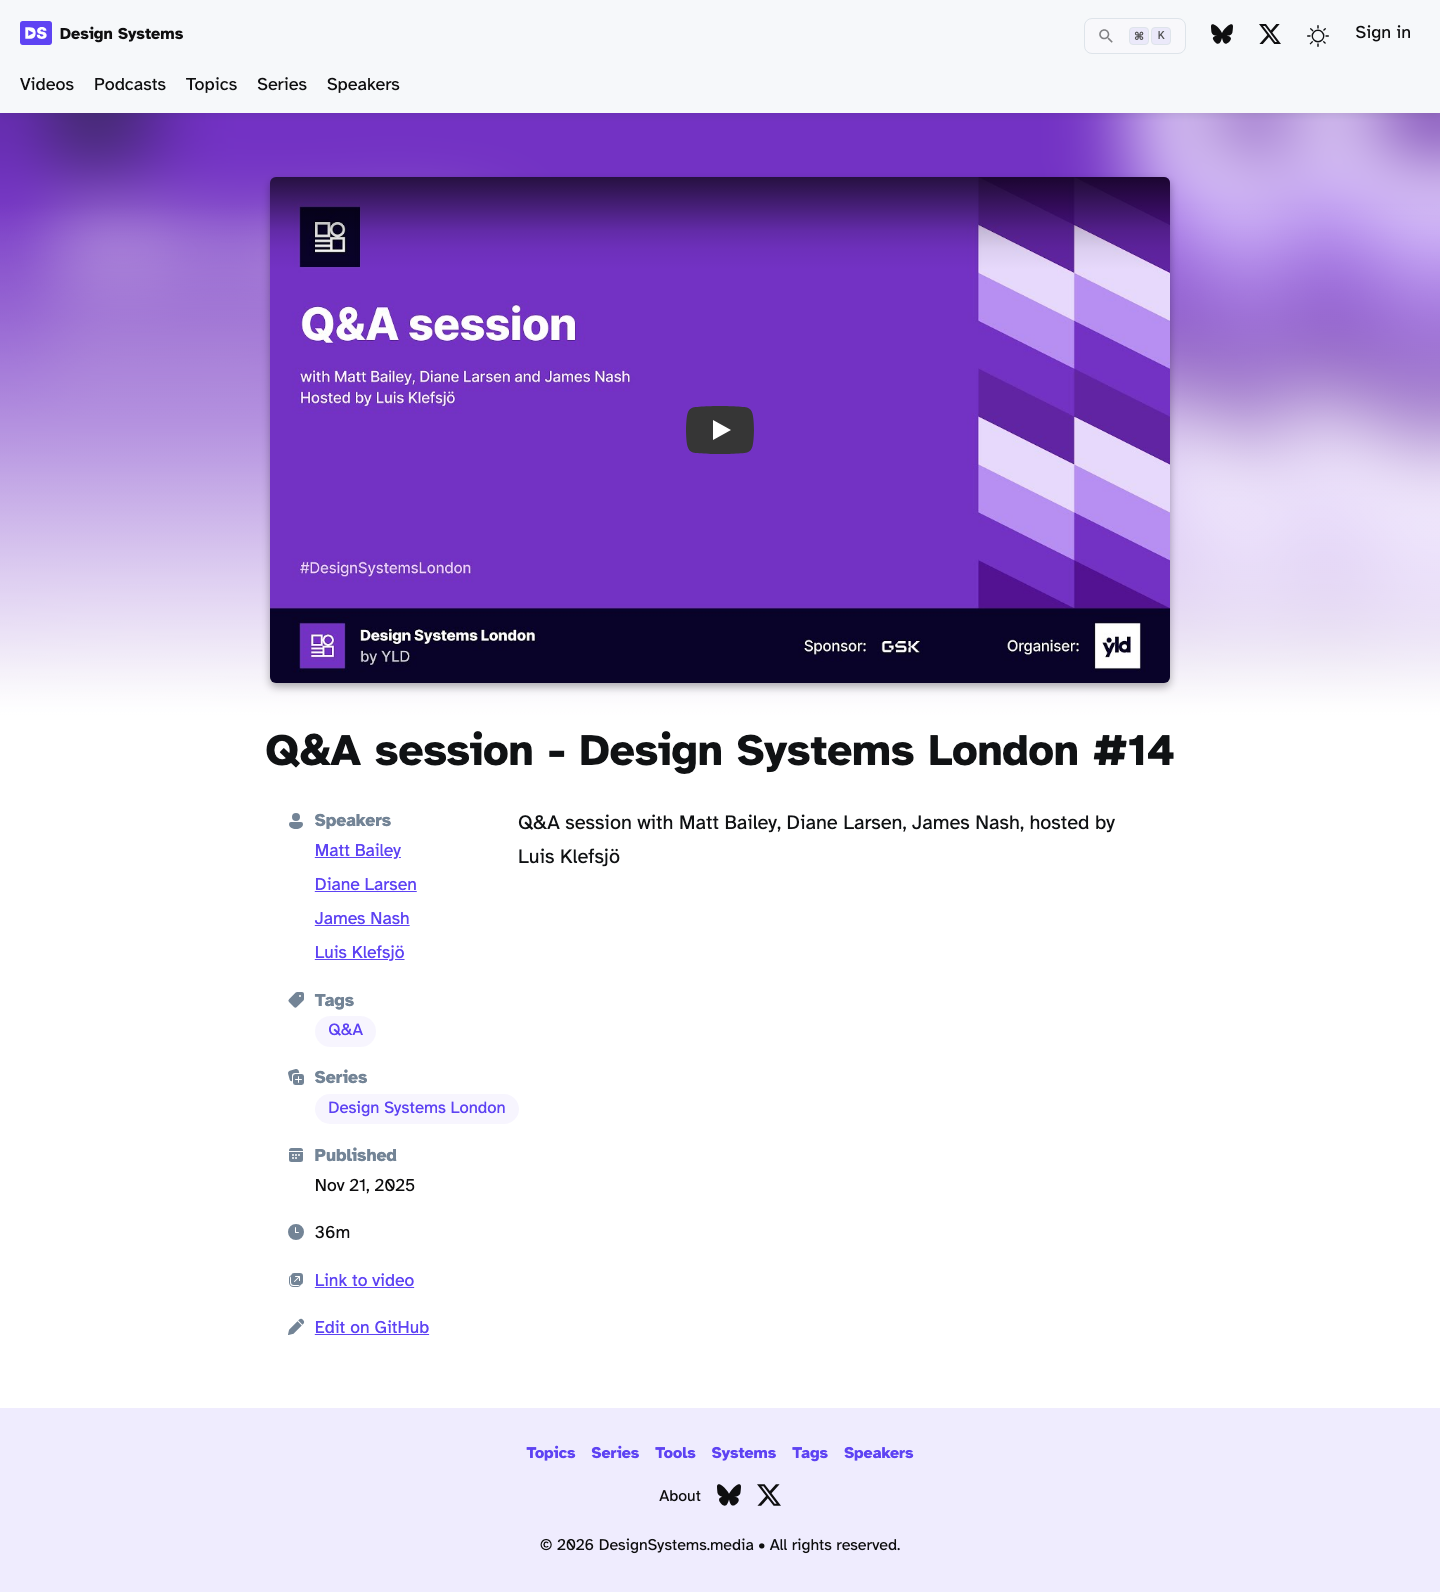 DS Design Systems
⌘ K
Sign in
Videos Podcasts Topics Series Speakers
Q&A session
with Matt Bailey, Diane Larsen and James Nash
Hosted by Luis Klefsjö
#DesignSystemsLondon
Design Systems London
by YLD
Sponsor: GSK
Organiser: yld
Q&A session - Design Systems London #14
Speakers
Matt Bailey
Diane Larsen
James Nash
Luis Klefsjö
Tags
Q&A
Series
Design Systems London
Published
Nov 21, 2025
36m
Link to video
Edit on GitHub
Q&A session with Matt Bailey, Diane Larsen, James Nash, hosted by
Luis Klefsjö
Topics Series Tools Systems Tags Speakers
About
© 2026 DesignSystems.media • All rights reserved.